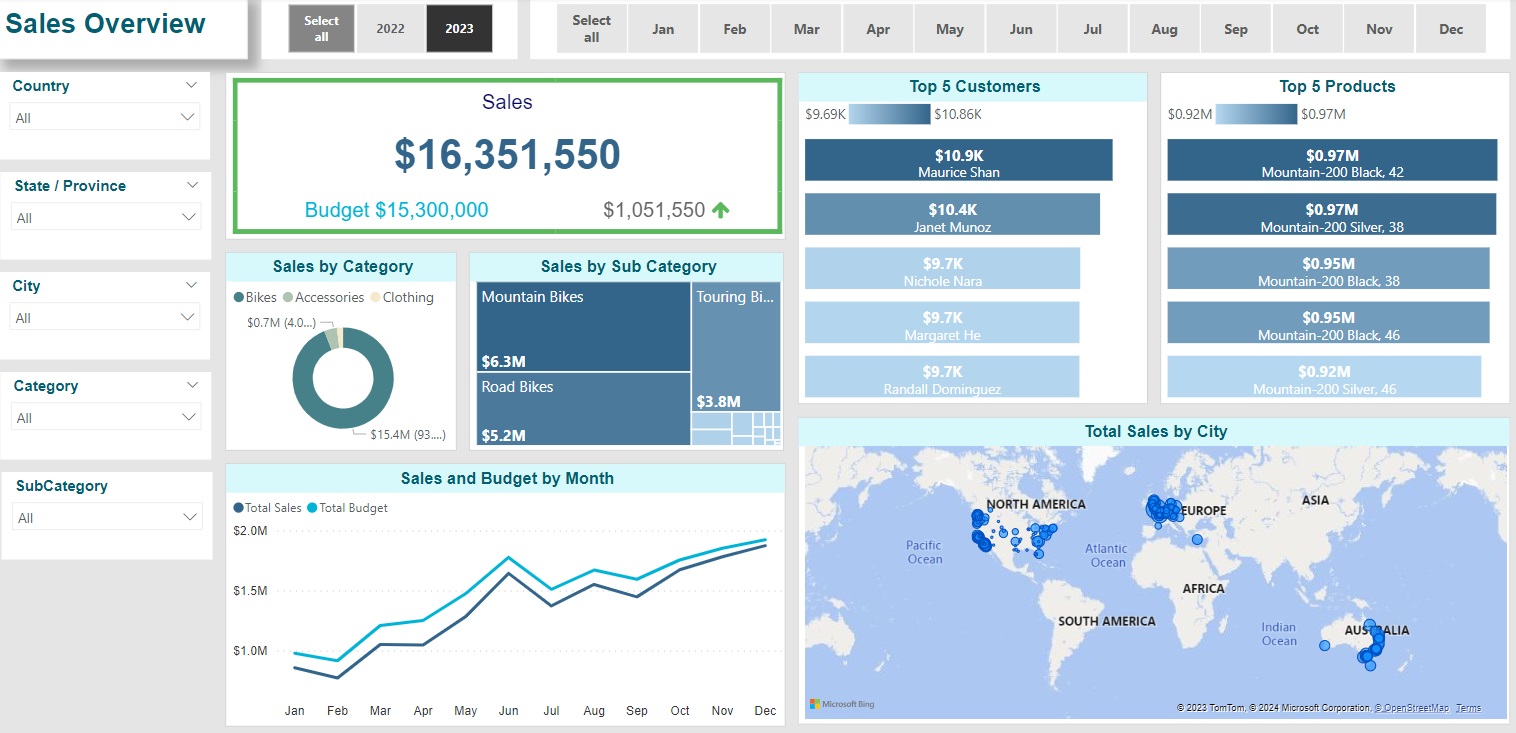 Sales Overview
Select all
2022
2023
Select all
Jan
Feb
Mar
Apr
May
Jun
Jul
Aug
Sep
Oct
Nov
Dec
Country
All
State / Province
All
City
All
Category
All
SubCategory
All
Sales
$16,351,550
Budget $15,300,000
$1,051,550
Sales by Category
Bikes Accessories Clothing
$0.7M (4.0...)
$15.4M (93....)
Sales by Sub Category
Mountain Bikes
$6.3M
Road Bikes
$5.2M
Touring Bi...
$3.8M
Sales and Budget by Month
Total Sales Total Budget
$2.0M
$1.5M
$1.0M
Jan Feb Mar Apr May Jun Jul Aug Sep Oct Nov Dec
Top 5 Customers
$9.69K $10.86K
$10.9K
Maurice Shan
$10.4K
Janet Munoz
$9.7K
Nichole Nara
$9.7K
Margaret He
$9.7K
Randall Dominguez
Top 5 Products
$0.92M $0.97M
$0.97M
Mountain-200 Black, 42
$0.97M
Mountain-200 Silver, 38
$0.95M
Mountain-200 Black, 38
$0.95M
Mountain-200 Black, 46
$0.92M
Mountain-200 Silver, 46
Total Sales by City
NORTH AMERICA
EUROPE
ASIA
Pacific
Ocean
Atlantic
Ocean
AFRICA
SOUTH AMERICA
Indian
Ocean
AUSTRALIA
Microsoft Bing
© 2023 TomTom, © 2024 Microsoft Corporation, © OpenStreetMap Terms